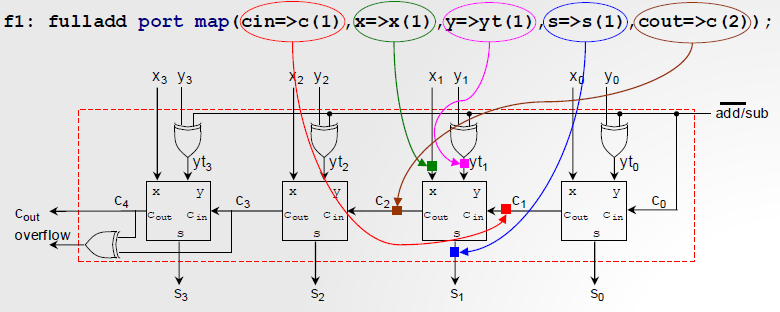 f1: fulladd port map(cin=>c(1),x=>x(1),y=>yt(1),s=>s(1),cout=>c(2));
x3 y3 x2 y2 x1 y1 x0 y0
add/sub
yt3 yt2 yt1 yt0
x y x y x y x y
c4 c3 c2 c1 c0
Cout Cin Cout Cin Cout Cin Cout Cin
cout
overflow
s s s s
s3 s2 s1 s0